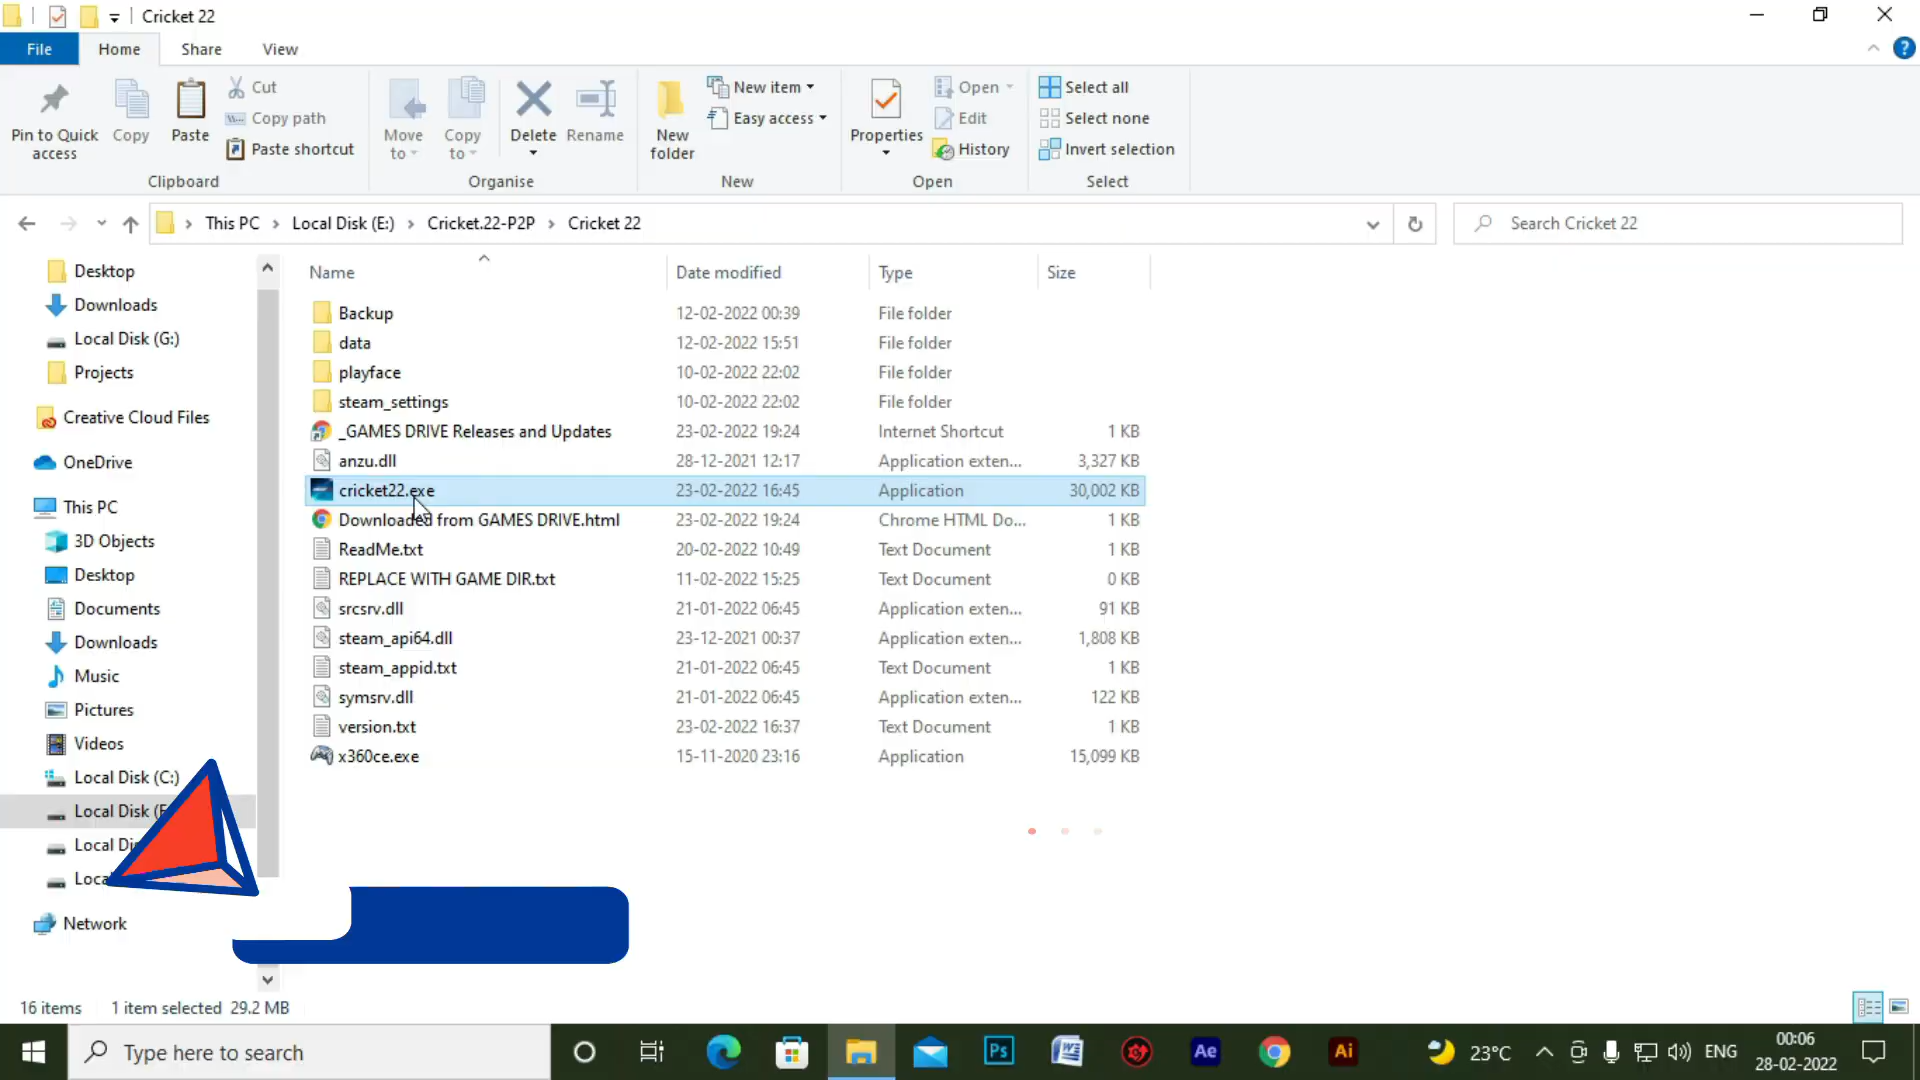 Cricket 22
File Home Share View
Pin to Quick access
Copy
Paste
Cut
Copy path
Paste shortcut
Clipboard
Move to
Copy to
Delete
Rename
Organise
New folder
New item
Easy access
New
Properties
Open
Edit
History
Open
Select all
Select none
Invert selection
Select
This PC > Local Disk (E:) > Cricket.22-P2P > Cricket 22
Search Cricket 22
Desktop
Downloads
Local Disk (G:)
Projects
Creative Cloud Files
OneDrive
This PC
3D Objects
Desktop
Documents
Downloads
Music
Pictures
Videos
Local Disk (C:)
Local Disk
Local
Network
Name Date modified Type Size
Backup 12-02-2022 00:39 File folder
data 12-02-2022 15:51 File folder
playface 10-02-2022 22:02 File folder
steam_settings 10-02-2022 22:02 File folder
_GAMES DRIVE Releases and Updates 23-02-2022 19:24 Internet Shortcut 1 KB
anzu.dll 28-12-2021 12:17 Application exten... 3,327 KB
cricket22.exe 23-02-2022 16:45 Application 30,002 KB
Downloaded from GAMES DRIVE.html 23-02-2022 19:24 Chrome HTML Do... 1 KB
ReadMe.txt 20-02-2022 10:49 Text Document 1 KB
REPLACE WITH GAME DIR.txt 11-02-2022 15:25 Text Document 0 KB
srcsrv.dll 21-01-2022 06:45 Application exten... 91 KB
steam_api64.dll 23-12-2021 00:37 Application exten... 1,808 KB
steam_appid.txt 21-01-2022 06:45 Text Document 1 KB
symsrv.dll 21-01-2022 06:45 Application exten... 122 KB
version.txt 23-02-2022 16:37 Text Document 1 KB
x360ce.exe 15-11-2020 23:16 Application 15,099 KB
16 items 1 item selected 29.2 MB
Type here to search
Ps
W
Ae
Ai
23°C
ENG
00:06
28-02-2022